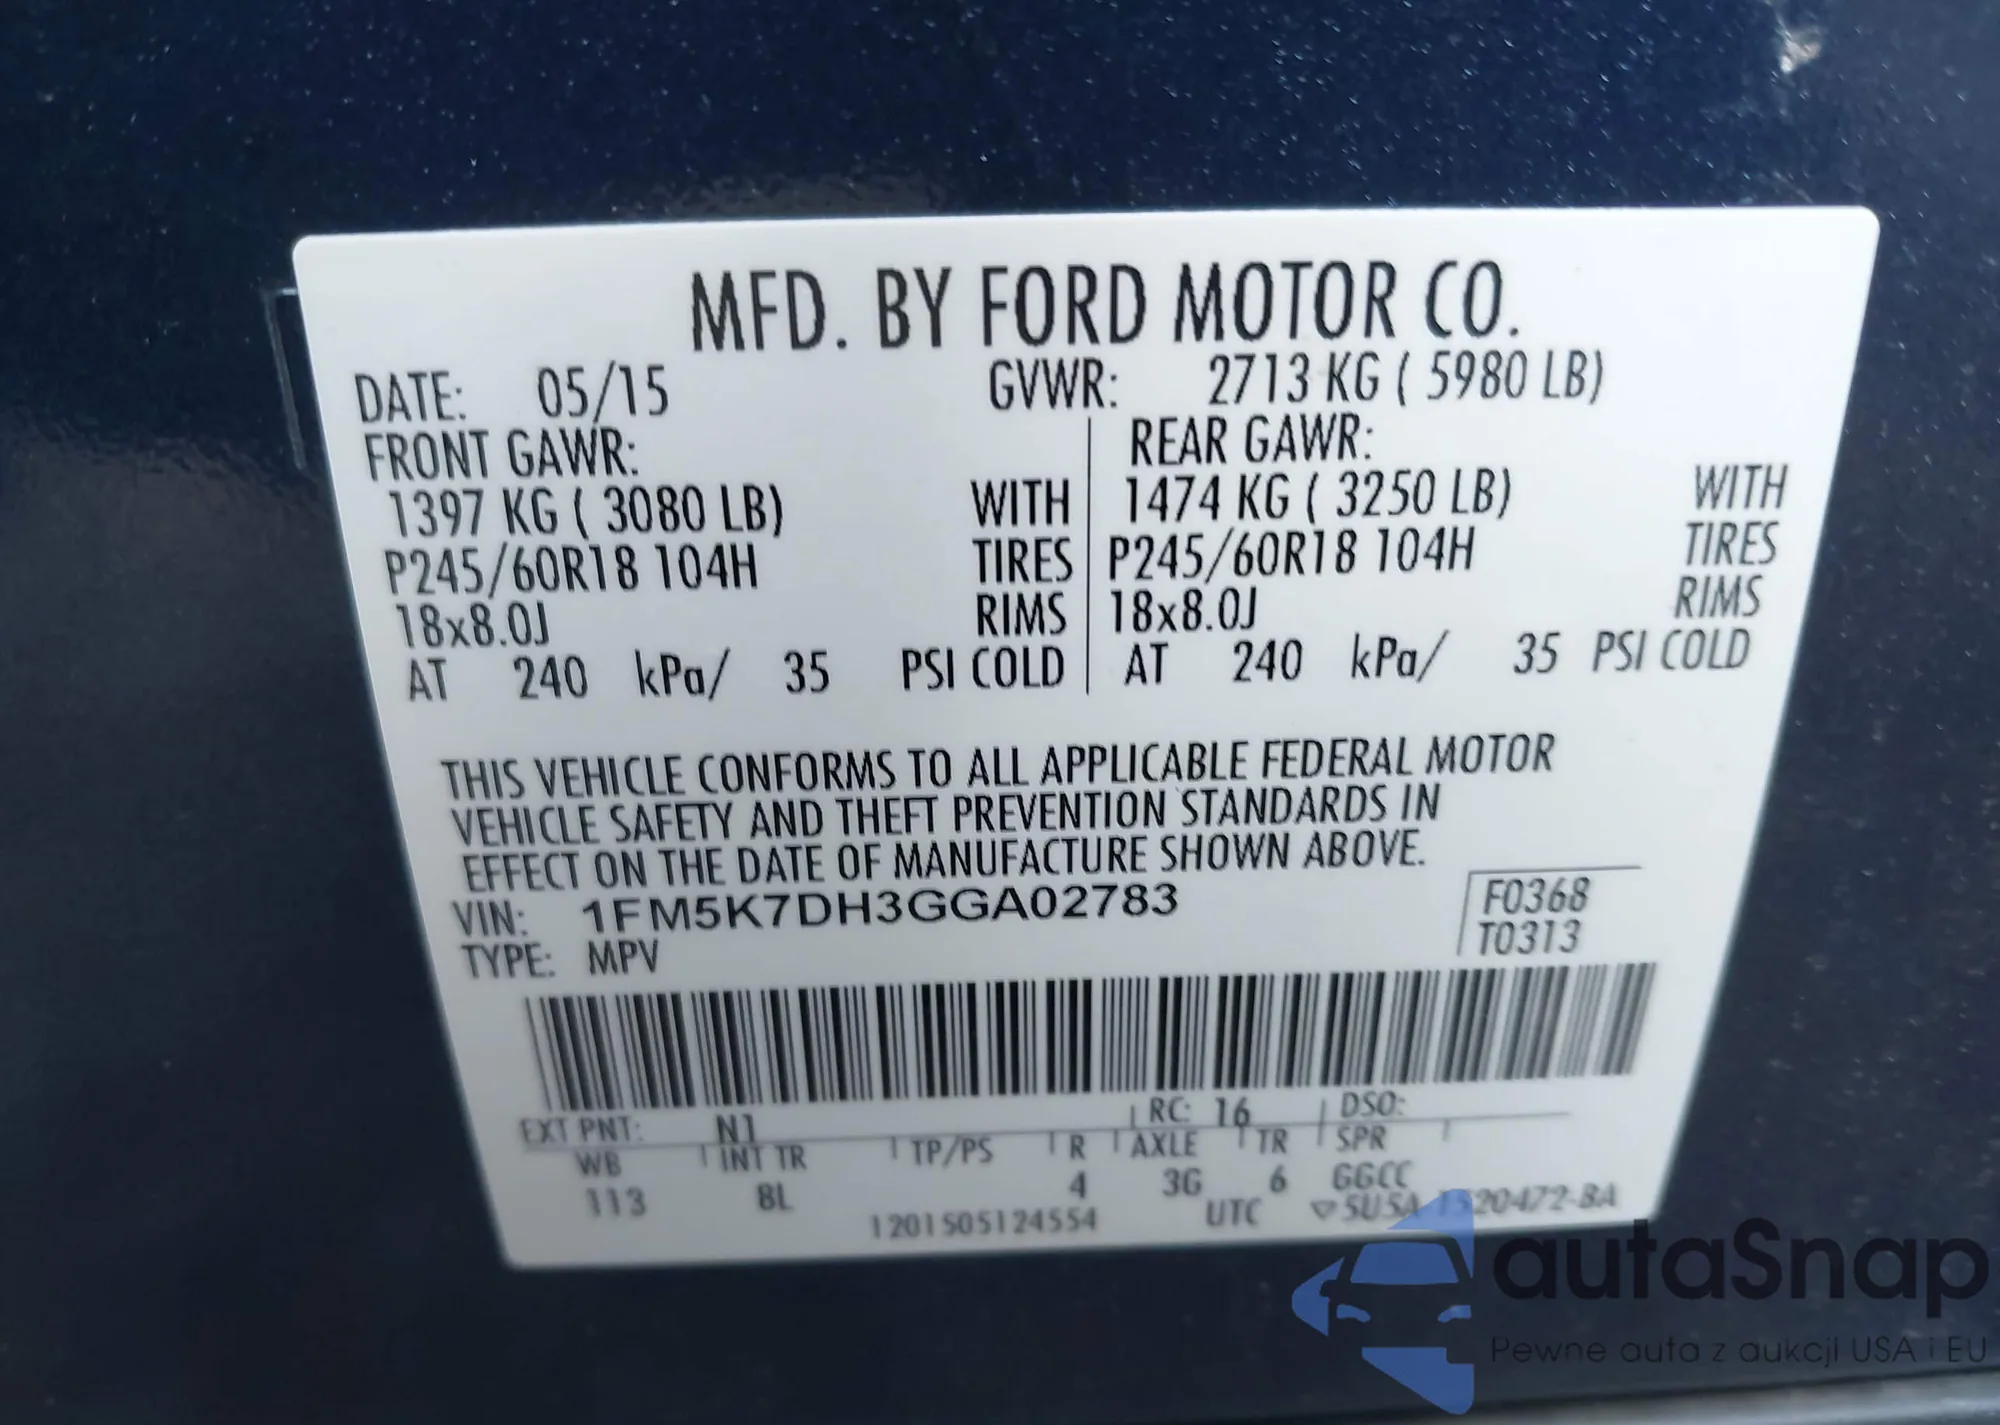 MFD. BY FORD MOTOR CO.
DATE: 05/15 GVWR: 2713 KG ( 5980 LB)
FRONT GAWR: REAR GAWR:
1397 KG ( 3080 LB) WITH 1474 KG ( 3250 LB) WITH
P245/60R18 104H TIRES P245/60R18 104H TIRES
18x8.0J RIMS 18x8.0J RIMS
AT 240 kPa/ 35 PSI COLD AT 240 kPa/ 35 PSI COLD
THIS VEHICLE CONFORMS TO ALL APPLICABLE FEDERAL MOTOR
VEHICLE SAFETY AND THEFT PREVENTION STANDARDS IN
EFFECT ON THE DATE OF MANUFACTURE SHOWN ABOVE.
VIN: 1FM5K7DH3GGA02783 F0368
TYPE: MPV T0313
EXT PNT: N1 RC: 16 DSO:
WB INT TR TP/PS R AXLE TR SPR
113 8L 4 3G 6 GGCC
1201505124554 UTC ▽5U5A-1520472-BA
autaSnap
Pewne auta z aukcji USA i EU